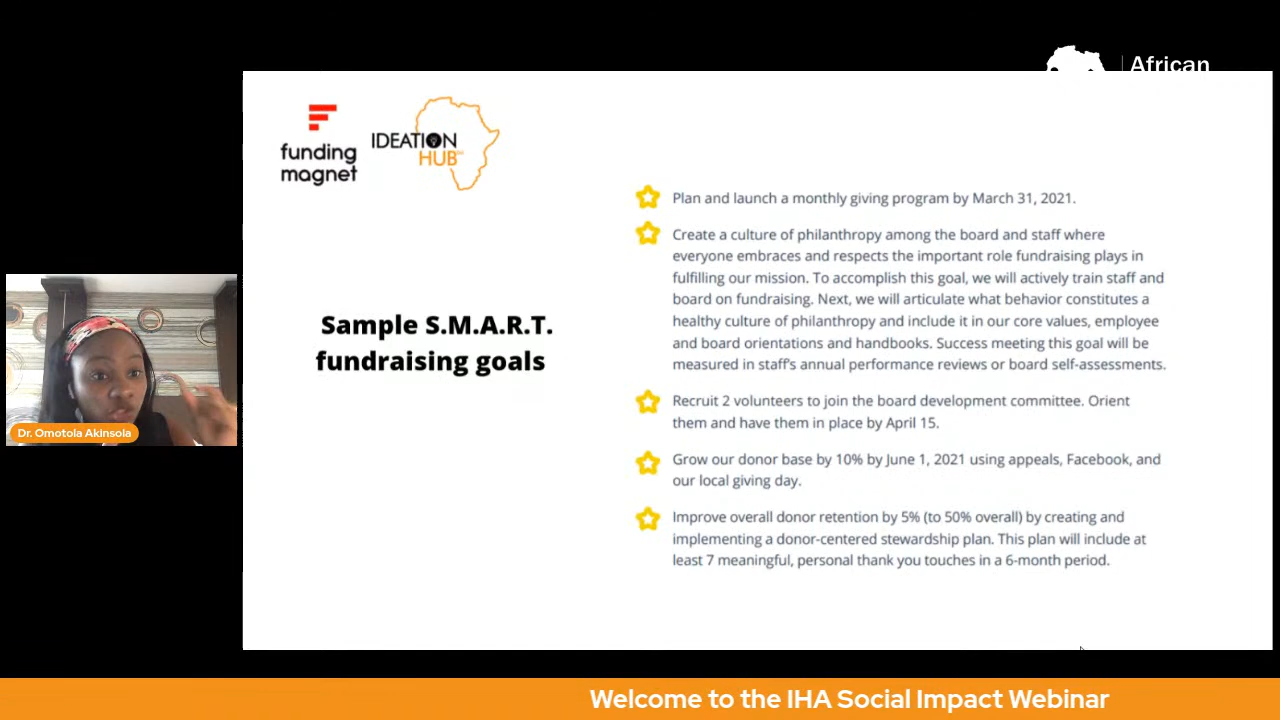 African
funding
magnet
IDEATION
HUB
Sample S.M.A.R.T.
fundraising goals
Plan and launch a monthly giving program by March 31, 2021.
Create a culture of philanthropy among the board and staff where
everyone embraces and respects the important role fundraising plays in
fulfilling our mission. To accomplish this goal, we will actively train staff and
board on fundraising. Next, we will articulate what behavior constitutes a
healthy culture of philanthropy and include it in our core values, employee
and board orientations and handbooks. Success meeting this goal will be
measured in staff's annual performance reviews or board self-assessments.
Recruit 2 volunteers to join the board development committee. Orient
them and have them in place by April 15.
Grow our donor base by 10% by June 1, 2021 using appeals, Facebook, and
our local giving day.
Improve overall donor retention by 5% (to 50% overall) by creating and
implementing a donor-centered stewardship plan. This plan will include at
least 7 meaningful, personal thank you touches in a 6-month period.
Dr. Omotola Akinsola
Welcome to the IHA Social Impact Webinar